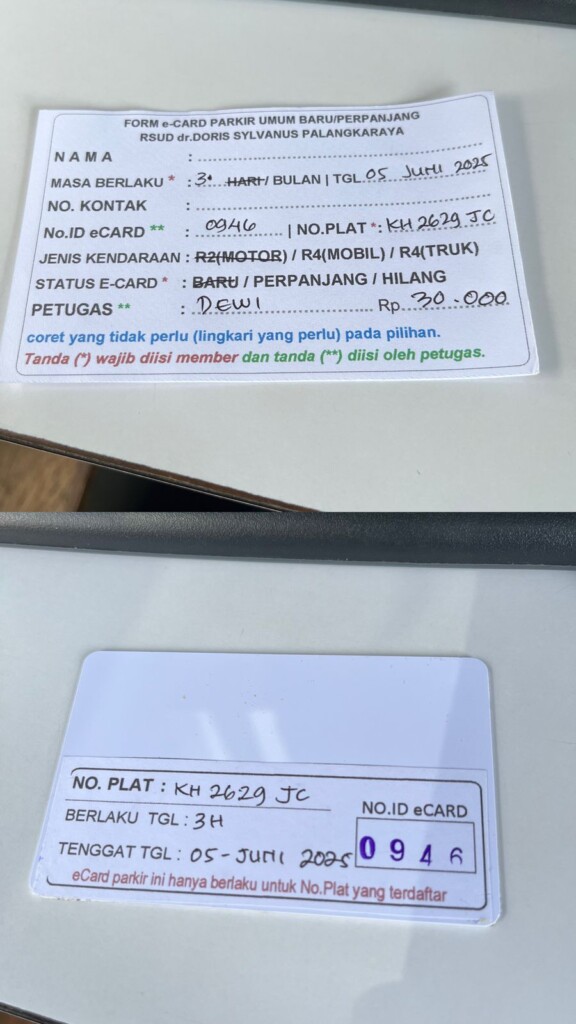 FORM e-CARD PARKIR UMUM BARU/PERPANJANG
RSUD dr.DORIS SYLVANUS PALANGKARAYA
NAMA :
MASA BERLAKU * : 3. HARI / BULAN | TGL. 05 JUNI 2025
NO. KONTAK :
No.ID eCARD ** : 0946 | NO.PLAT *: KH 2629 JC
JENIS KENDARAAN : R2(MOTOR) / R4(MOBIL) / R4(TRUK)
STATUS E-CARD * : BARU / PERPANJANG / HILANG
PETUGAS ** : DEWI Rp. 30.000
coret yang tidak perlu (lingkari yang perlu) pada pilihan.
Tanda (*) wajib diisi member dan tanda (**) diisi oleh petugas.
NO. PLAT : KH 2629 JC
NO.ID eCARD
BERLAKU TGL : 3H
TENGGAT TGL : 05 - JUNI 2025
0946
eCard parkir ini hanya berlaku untuk No.Plat yang terdaftar